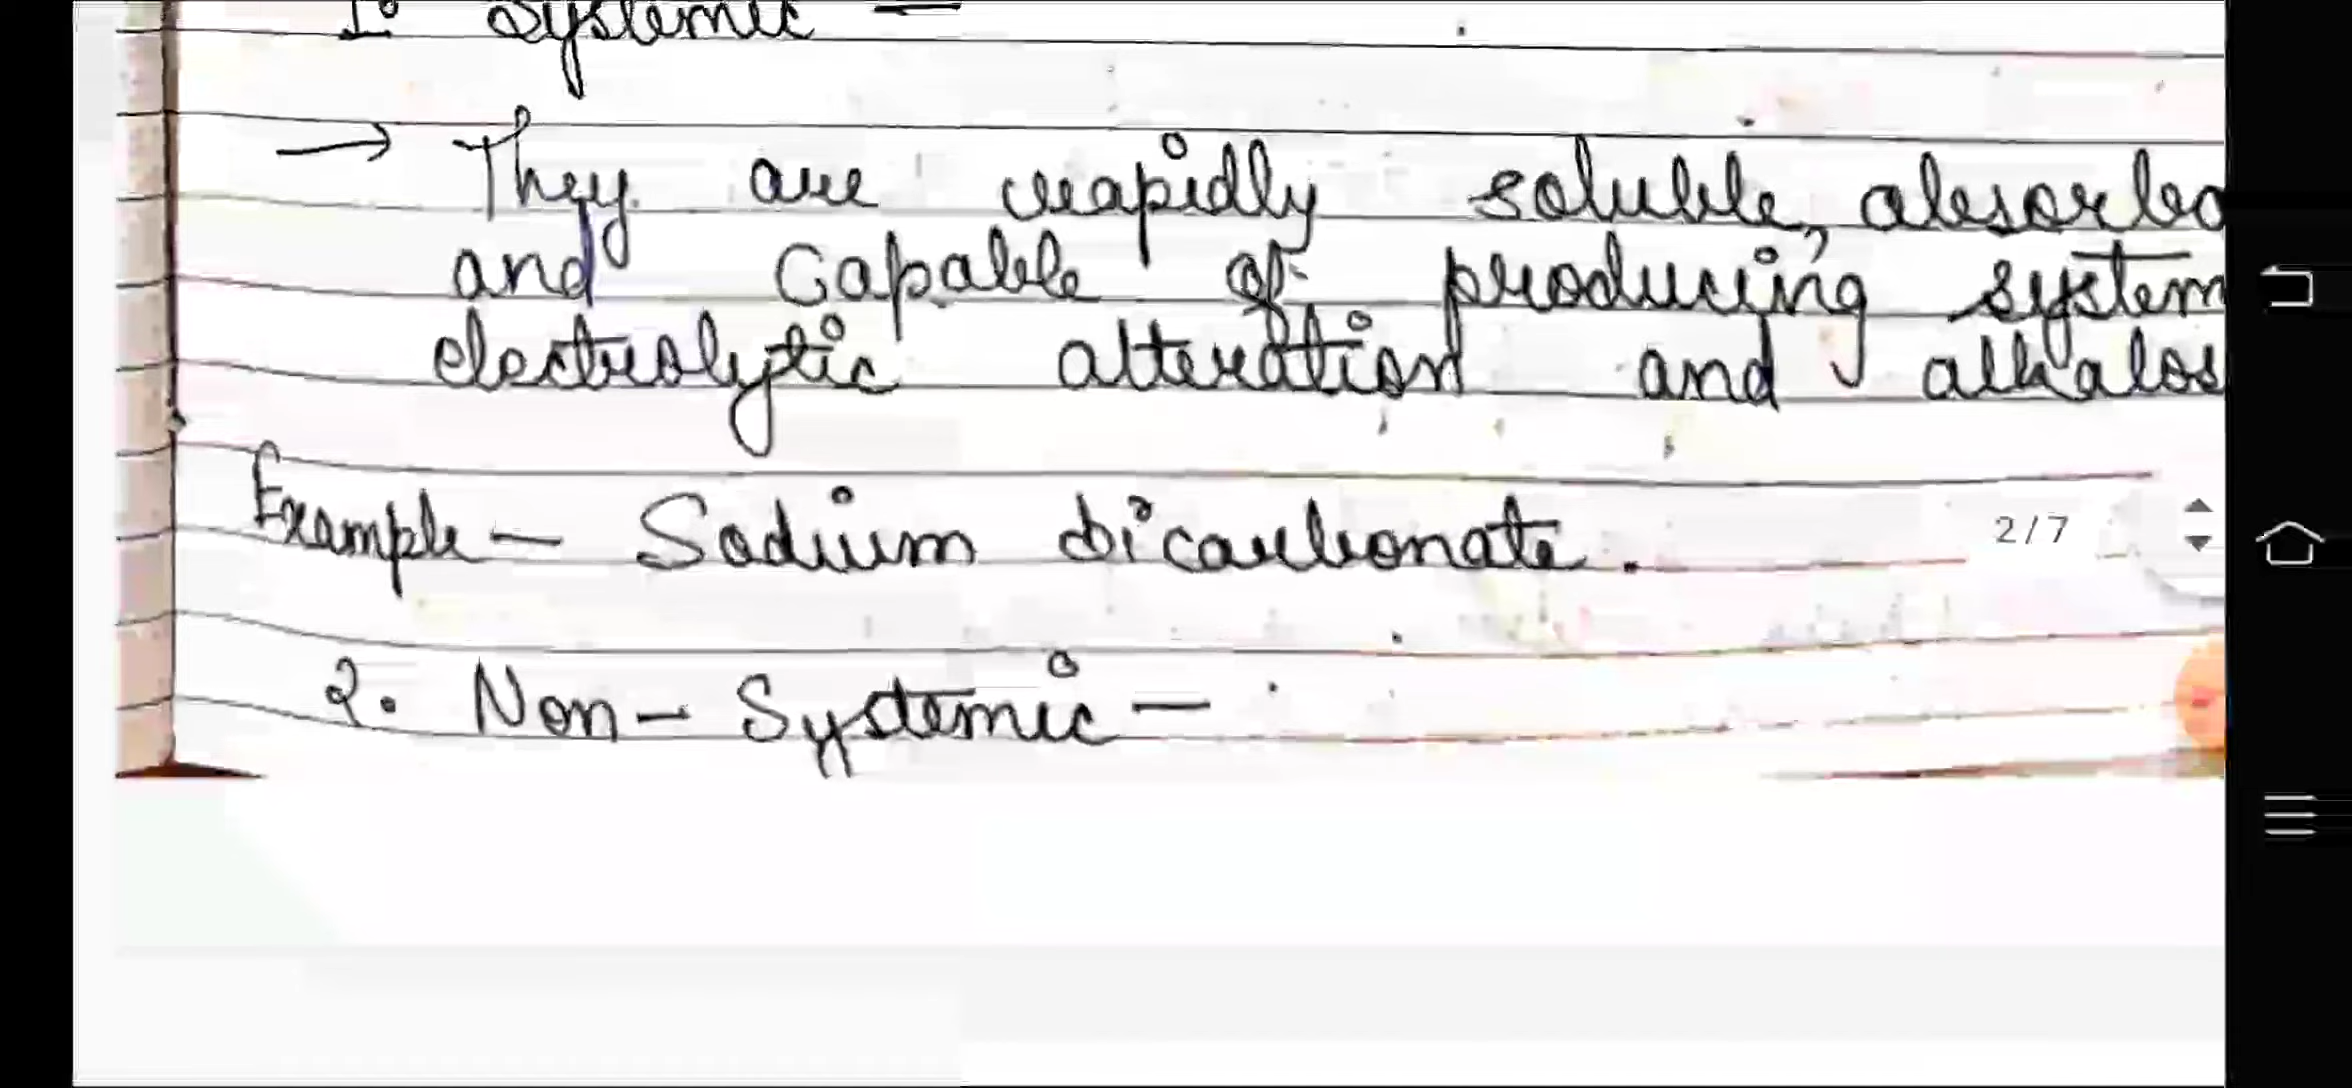 1. Systemic —
→ They are rapidly soluble, absorbed
and Capable of producing system
electrolytic alteration and alkalos
Example — Sodium bicarbonate.
2/7
2. Non - Systemic —